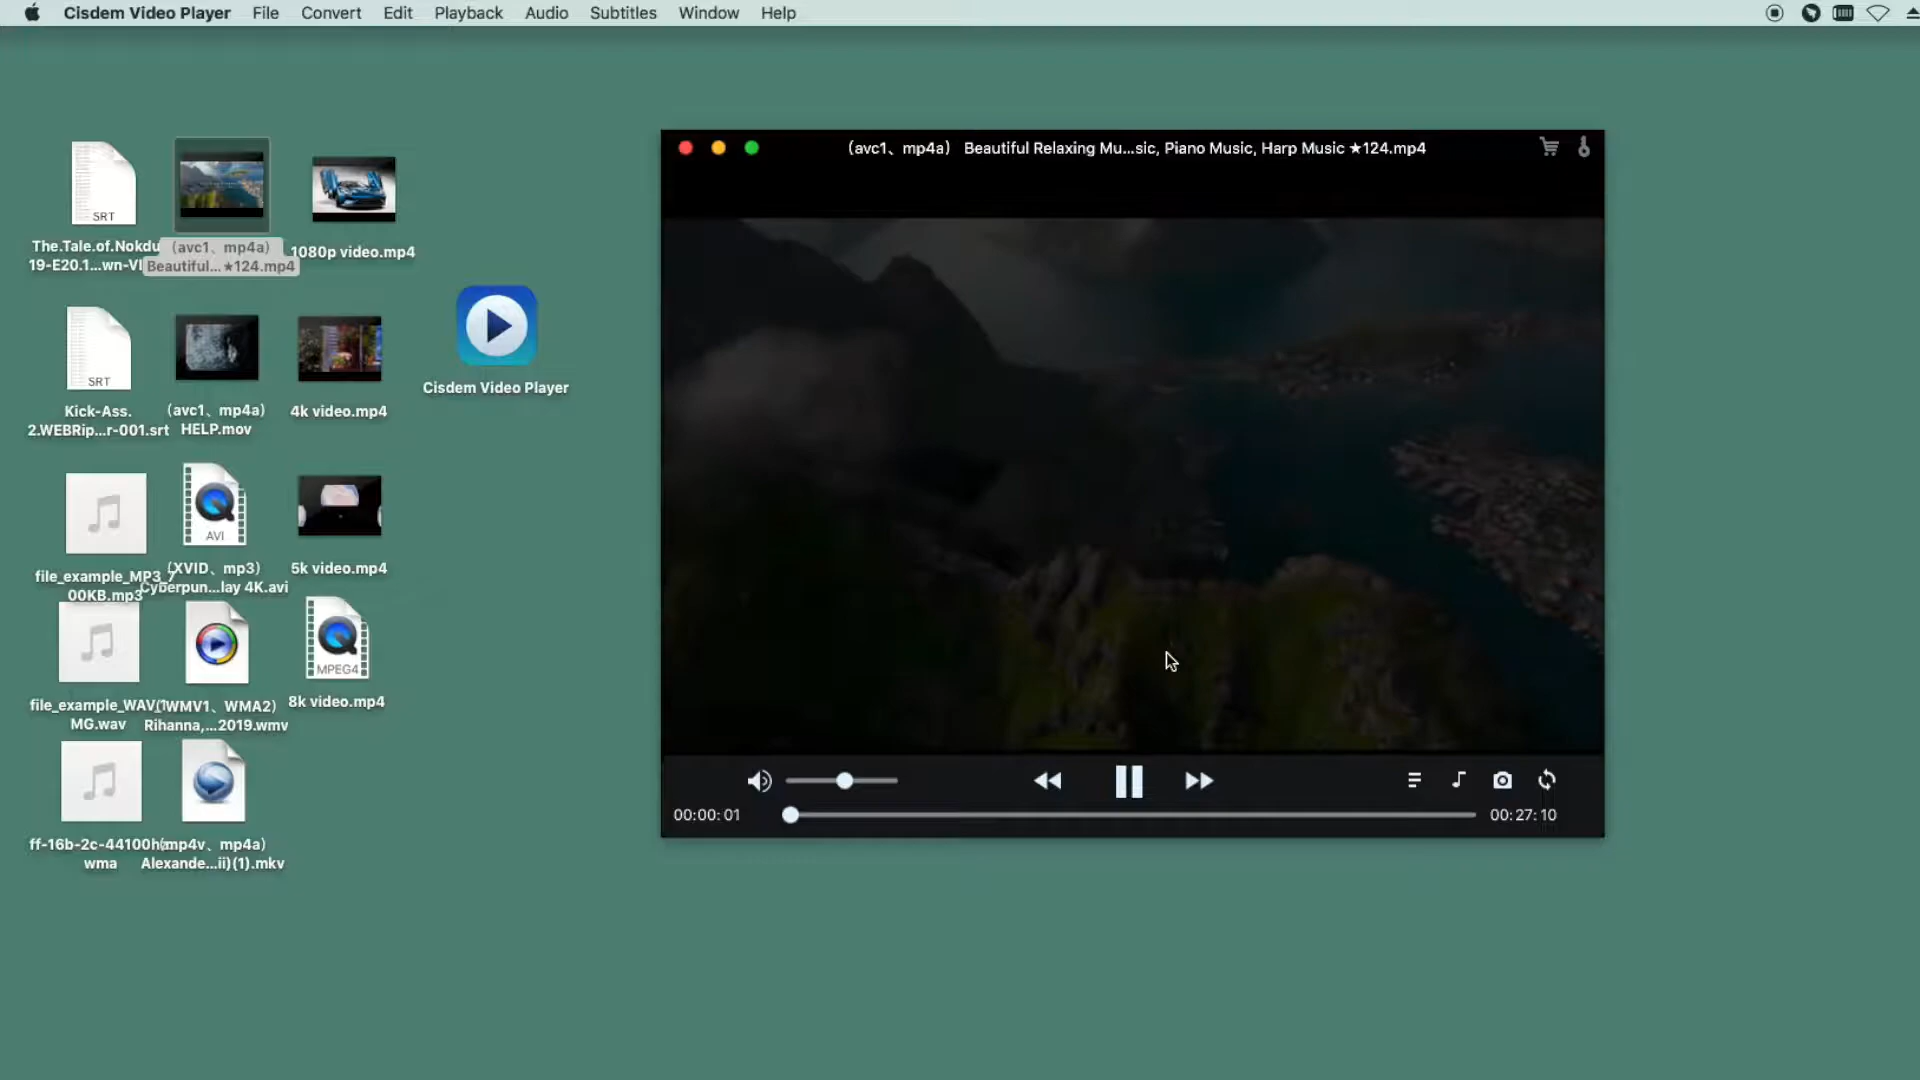 Cisdem Video Player File Convert Edit Playback Audio Subtitles Window Help
(avc1、mp4a) Beautiful Relaxing Mu...sic, Piano Music, Harp Music ★124.mp4
SRT
The.Tale.of.Nokdu
19-E20.1...wn-VI
(avc1、mp4a)
Beautiful...★124.mp4
1080p video.mp4
SRT
Kick-Ass.
2.WEBRip...r-001.srt
(avc1、mp4a)
HELP.mov
4k video.mp4
Cisdem Video Player
AVI
file_example_MP3_7
00KB.mp3
(XVID、mp3)
Cyberpun...lay 4K.avi
5k video.mp4
MPEG4
file_example_WAV_1
MG.wav
(WMV1、WMA2)
Rihanna,...2019.wmv
8k video.mp4
ff-16b-2c-44100h
wma
(mp4v、mp4a)
Alexande...ii)(1).mkv
00:00:01
00:27:10